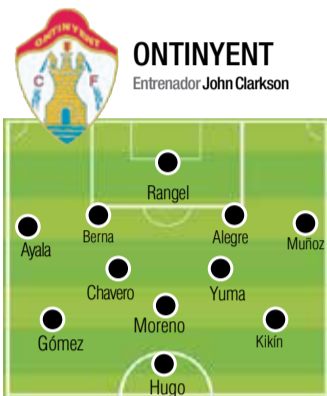 ONTINYENT
C F
ONTINYENT
Entrenador John Clarkson
Rangel
Ayala
Berna
Alegre
Muñoz
Chavero
Yuma
Gómez
Moreno
Kikín
Hugo